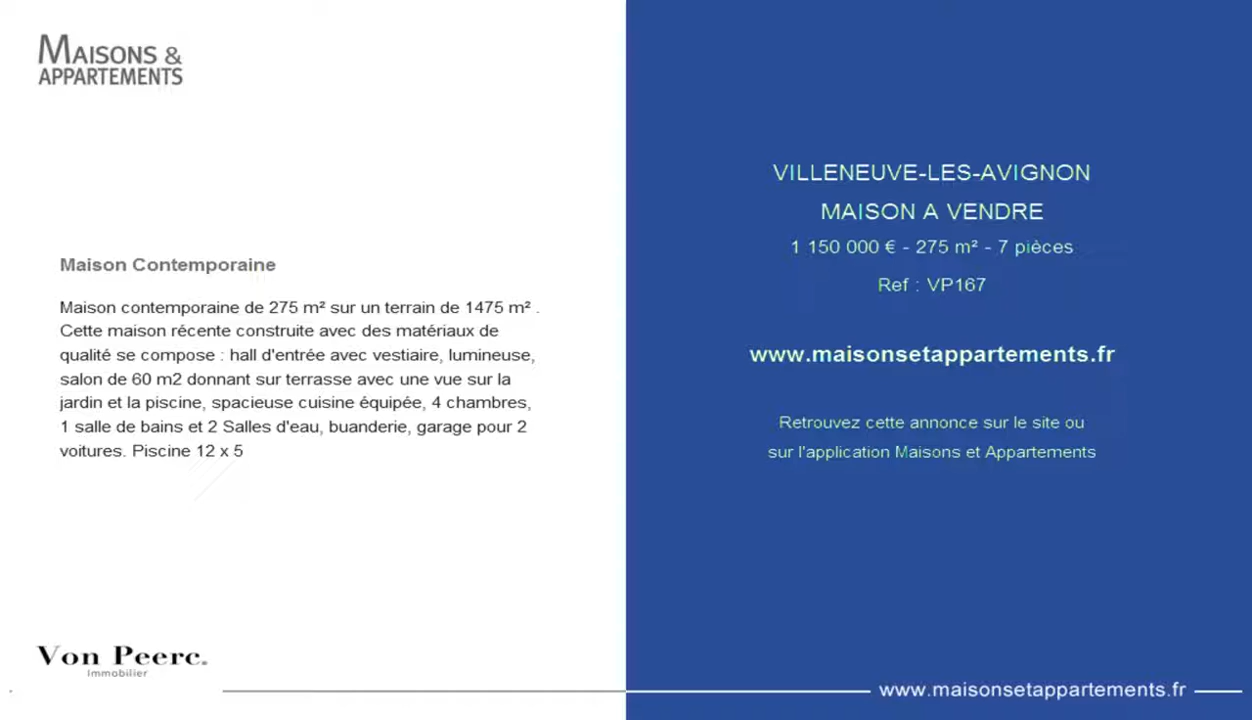 MAISONS &
APPARTEMENTS
Maison Contemporaine
Maison contemporaine de 275 m² sur un terrain de 1475 m² .
Cette maison récente construite avec des matériaux de
qualité se compose : hall d'entrée avec vestiaire, lumineuse,
salon de 60 m2 donnant sur terrasse avec une vue sur la
jardin et la piscine, spacieuse cuisine équipée, 4 chambres,
1 salle de bains et 2 Salles d'eau, buanderie, garage pour 2
voitures. Piscine 12 x 5
Von Peerc.
Immobilier
VILLENEUVE-LES-AVIGNON
MAISON A VENDRE
1 150 000 € - 275 m² - 7 pièces
Ref : VP167
www.maisonsetappartements.fr
Retrouvez cette annonce sur le site ou
sur l'application Maisons et Appartements
www.maisonsetappartements.fr